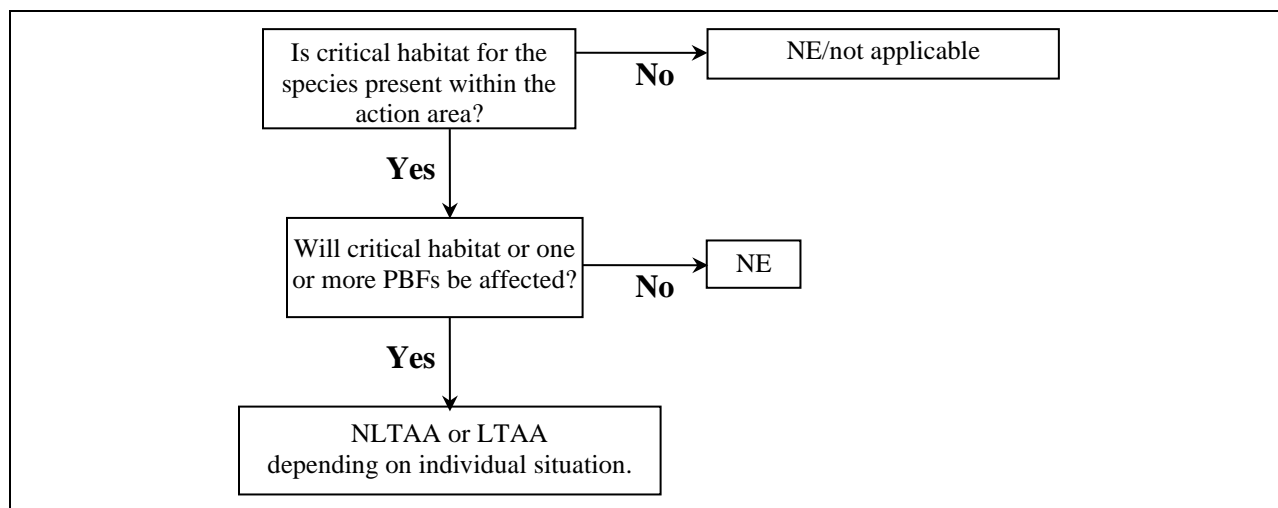 Is critical habitat for the
species present within the
action area?
No
NE/not applicable
Yes
Will critical habitat or one
or more PBFs be affected?
No
NE
Yes
NLTAA or LTAA
depending on individual situation.